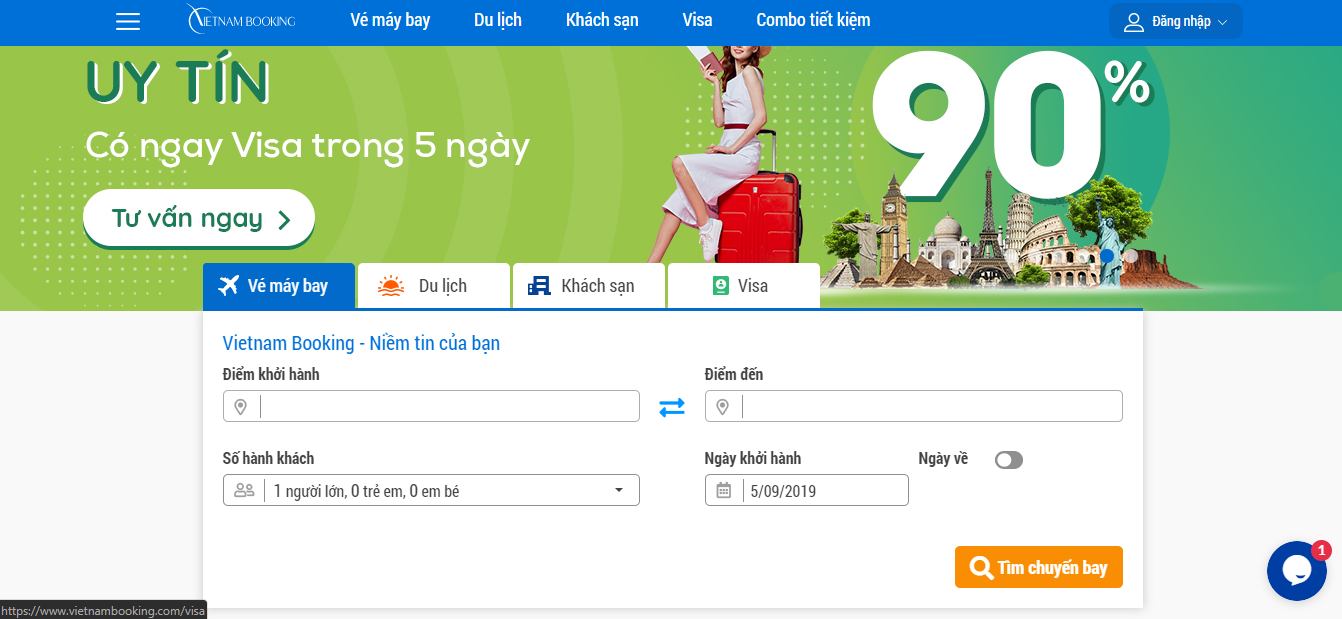 VIETNAM BOOKING
Vé máy bay
Du lịch
Khách sạn
Visa
Combo tiết kiệm
Đăng nhập
UY TÍN
90%
Có ngay Visa trong 5 ngày
Tư vấn ngay
Vé máy bay
Du lịch
Khách sạn
Visa
Vietnam Booking - Niềm tin của bạn
Điểm khởi hành
Điểm đến
Số hành khách
Ngày khởi hành
Ngày về
1 người lớn, 0 trẻ em, 0 em bé
5/09/2019
Tìm chuyến bay
1
https://www.vietnambooking.com/visa